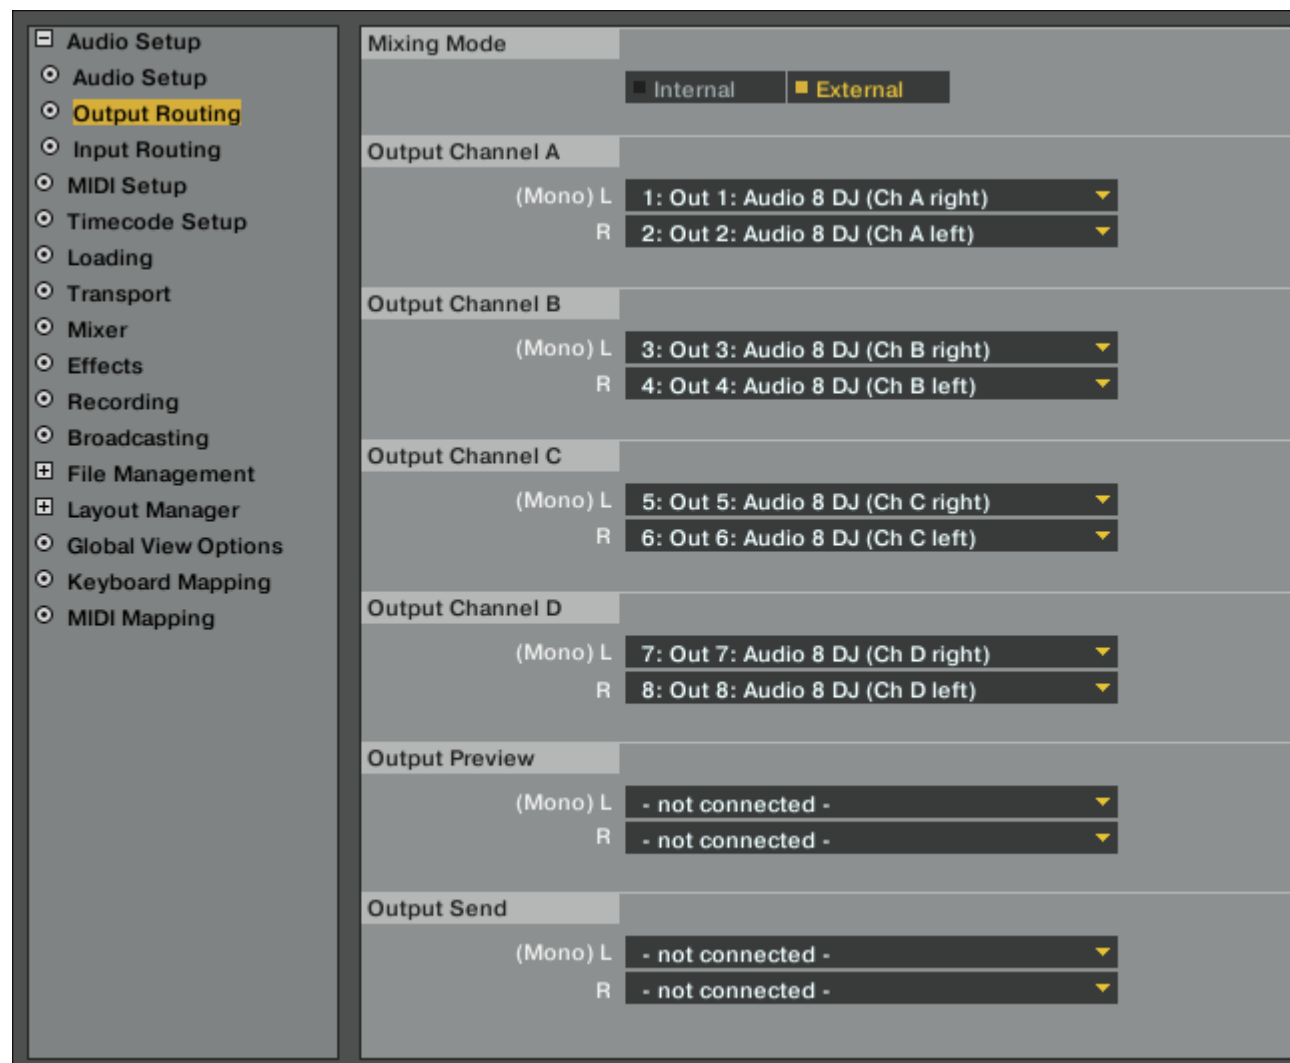 Audio Setup
Audio Setup
Output Routing
Input Routing
MIDI Setup
Timecode Setup
Loading
Transport
Mixer
Effects
Recording
Broadcasting
File Management
Layout Manager
Global View Options
Keyboard Mapping
MIDI Mapping
Mixing Mode
Internal External
Output Channel A
(Mono) L 1: Out 1: Audio 8 DJ (Ch A right)
R 2: Out 2: Audio 8 DJ (Ch A left)
Output Channel B
(Mono) L 3: Out 3: Audio 8 DJ (Ch B right)
R 4: Out 4: Audio 8 DJ (Ch B left)
Output Channel C
(Mono) L 5: Out 5: Audio 8 DJ (Ch C right)
R 6: Out 6: Audio 8 DJ (Ch C left)
Output Channel D
(Mono) L 7: Out 7: Audio 8 DJ (Ch D right)
R 8: Out 8: Audio 8 DJ (Ch D left)
Output Preview
(Mono) L - not connected -
R - not connected -
Output Send
(Mono) L - not connected -
R - not connected -